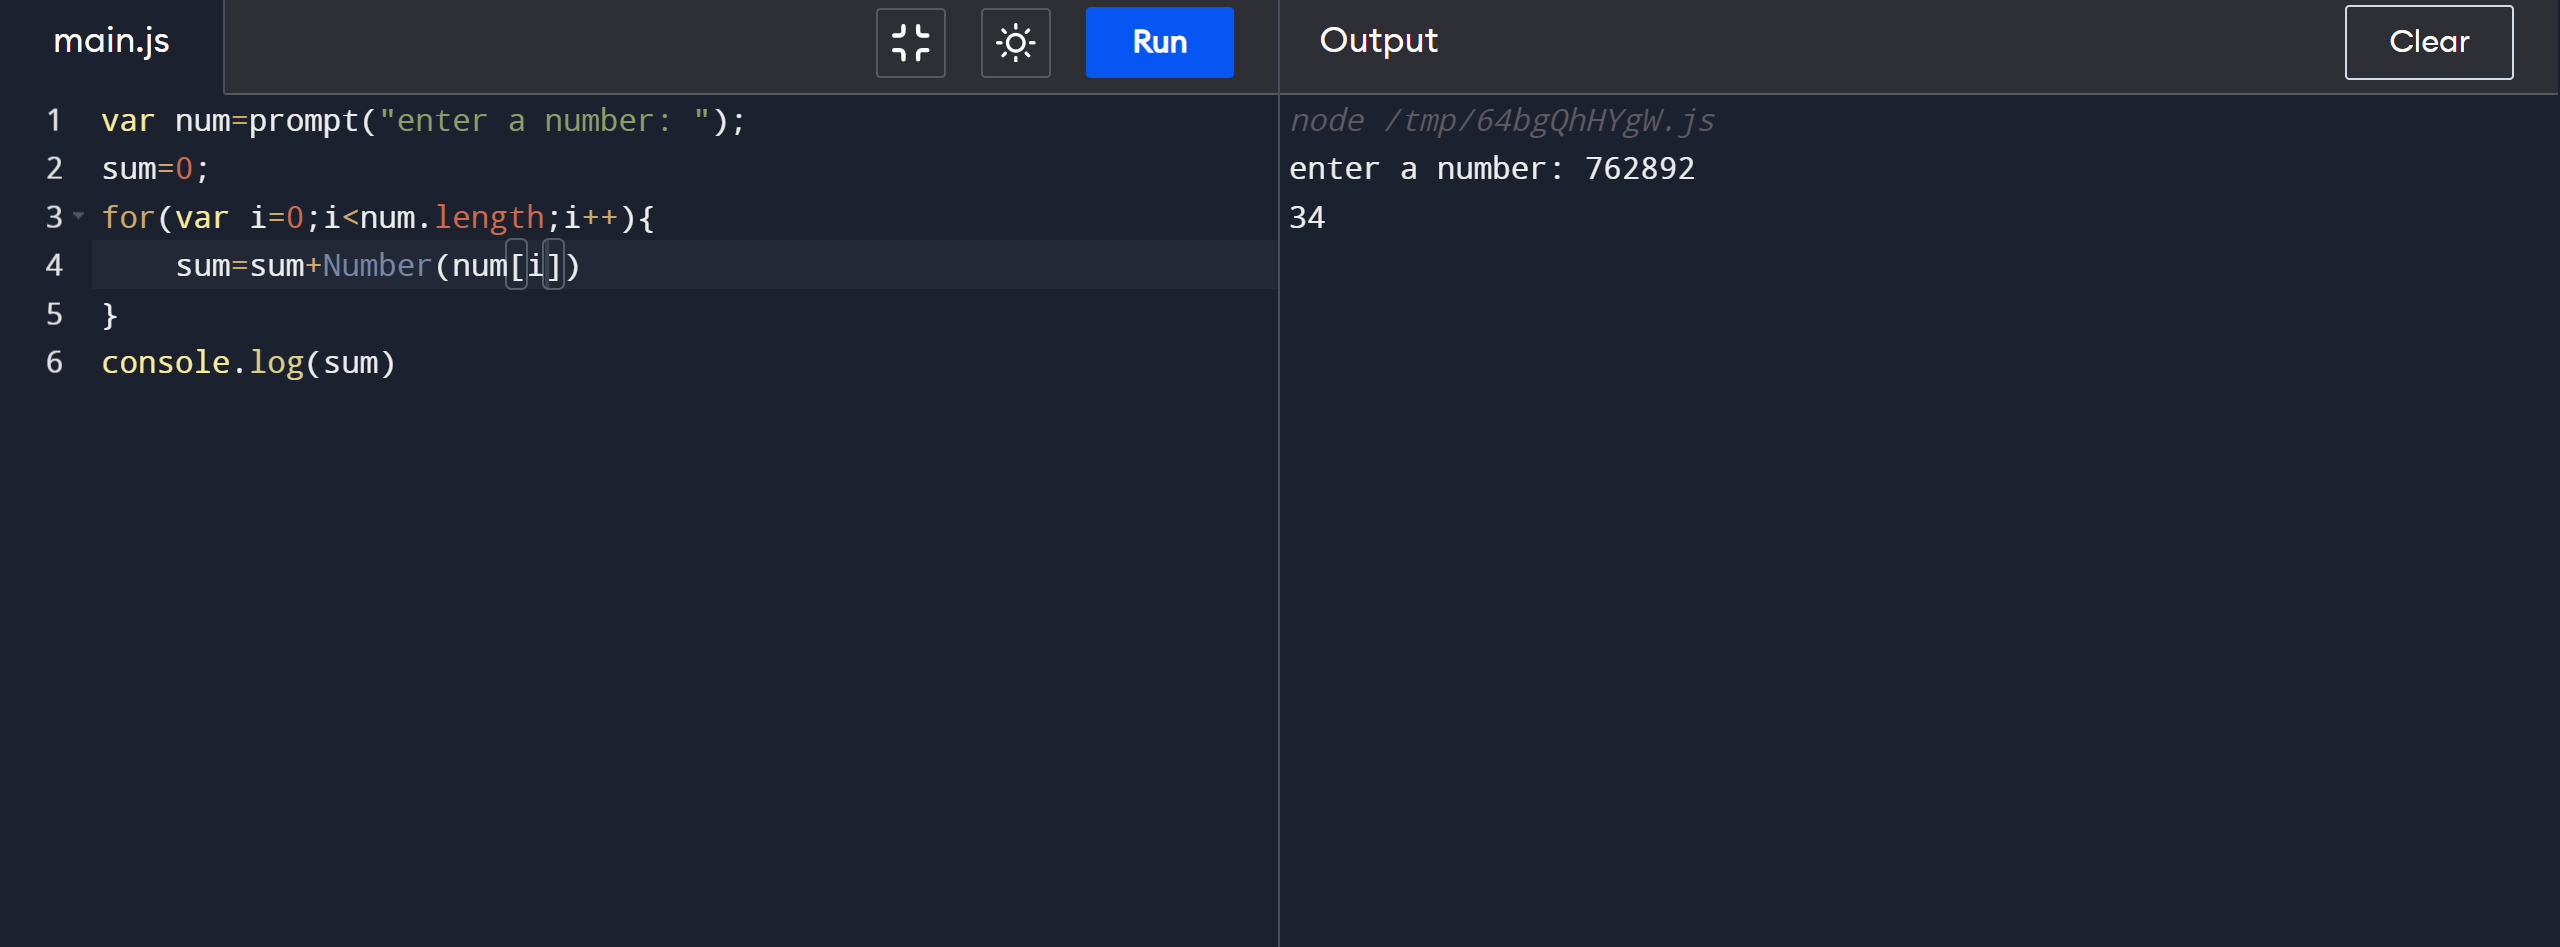 main.js
Run
Output
Clear
1 var num=prompt("enter a number: ");
2 sum=0;
3 for(var i=0;i<num.length;i++){
4     sum=sum+Number(num[i])
5 }
6 console.log(sum)
node /tmp/64bgQhHYgW.js
enter a number: 762892
34